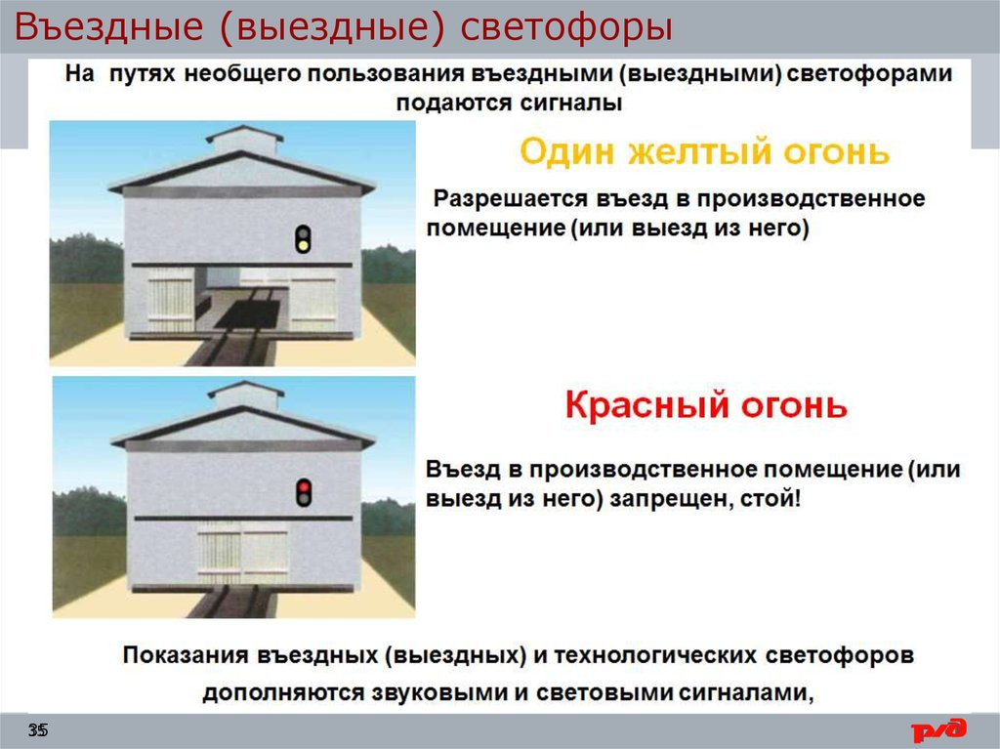 Въездные (выездные) светофоры
На путях необщего пользования въездными (выездными) светофорами
подаются сигналы
Один желтый огонь
Разрешается въезд в производственное
помещение (или выезд из него)
Красный огонь
Въезд в производственное помещение (или
выезд из него) запрещен, стой!
Показания въездных (выездных) и технологических светофоров
дополняются звуковыми и световыми сигналами,
35
ржд